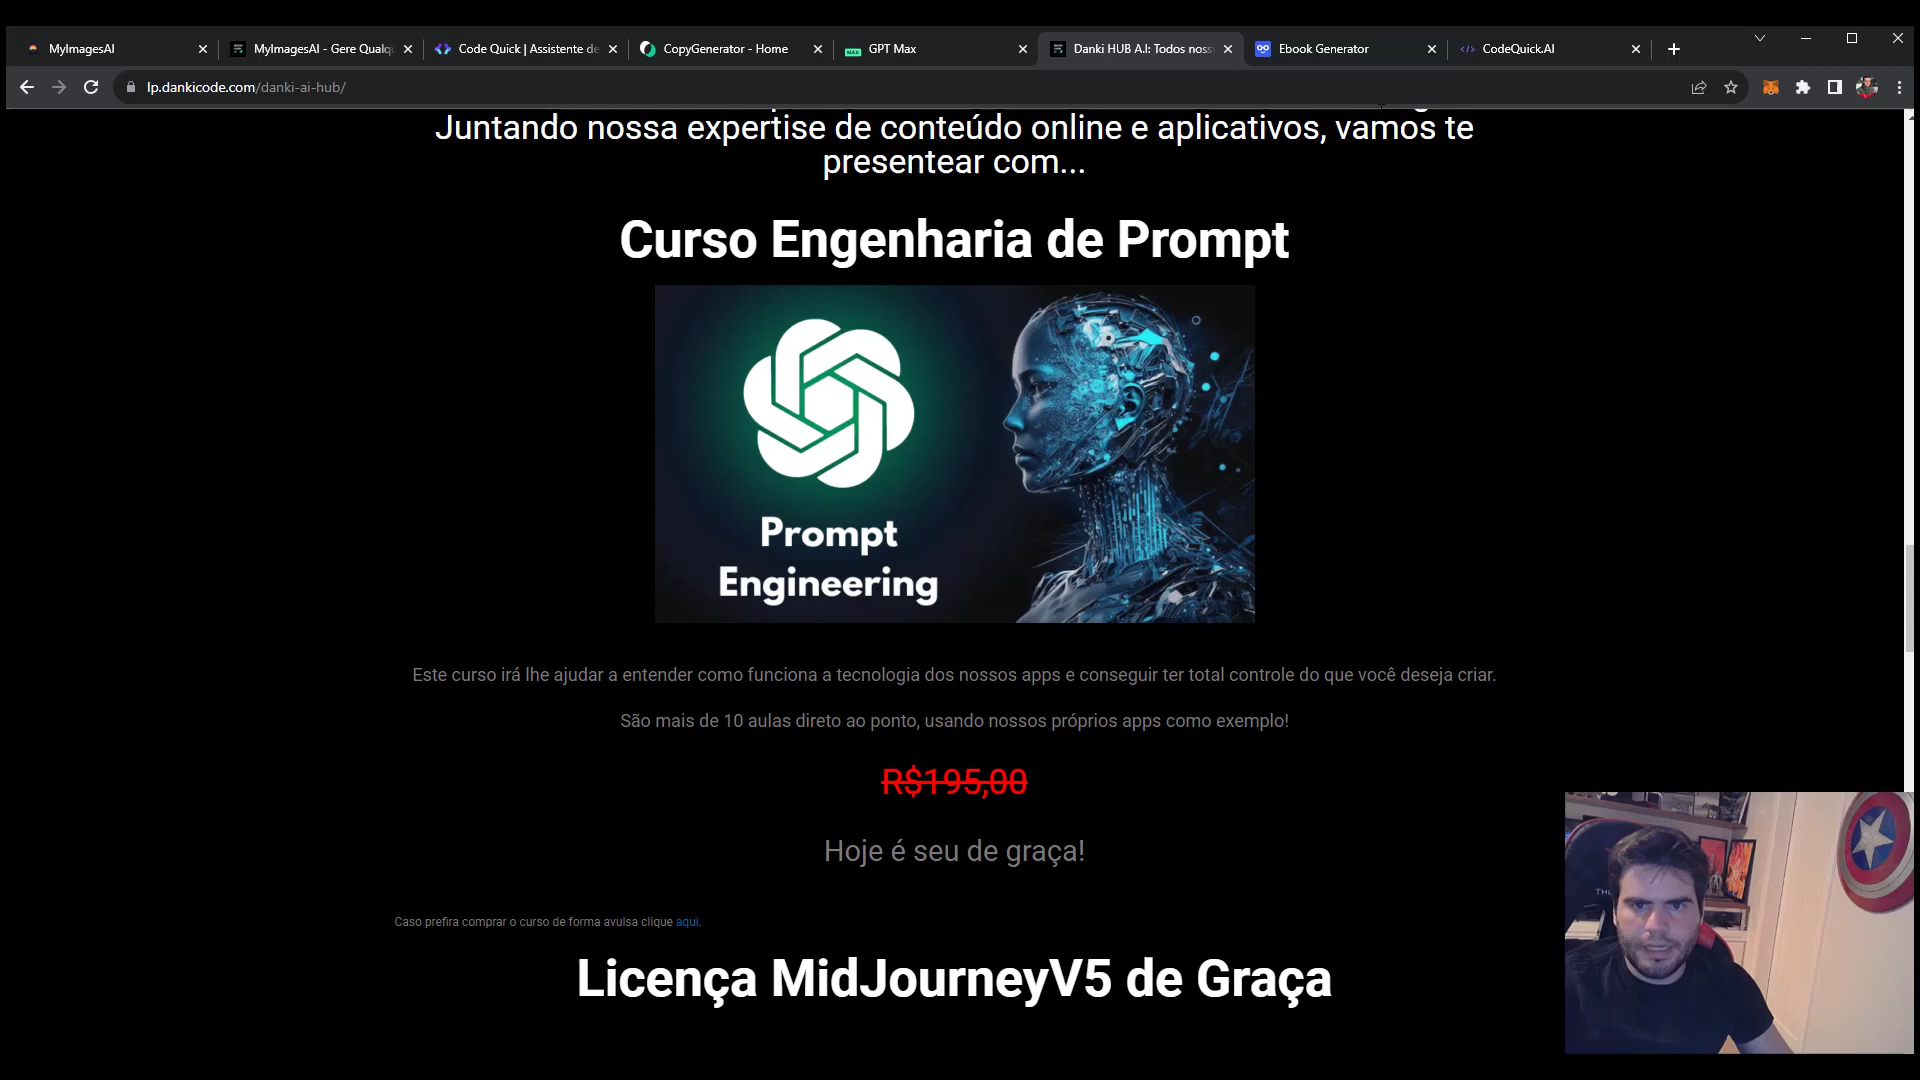 MyImagesAI
MyImagesAI - Gere Qualq
Code Quick | Assistente de
CopyGenerator - Home
MAX
GPT Max
Danki HUB A.I: Todos noss
Ebook Generator
CodeQuick.AI
lp.dankicode.com/danki-ai-hub/
Juntando nossa expertise de conteúdo online e aplicativos, vamos te
presentear com...
Curso Engenharia de Prompt
Prompt
Engineering
Este curso irá lhe ajudar a entender como funciona a tecnologia dos nossos apps e conseguir ter total controle do que você deseja criar.
São mais de 10 aulas direto ao ponto, usando nossos próprios apps como exemplo!
R$195,00
Hoje é seu de graça!
Caso prefira comprar o curso de forma avulsa clique aqui.
Licença MidJourneyV5 de Graça